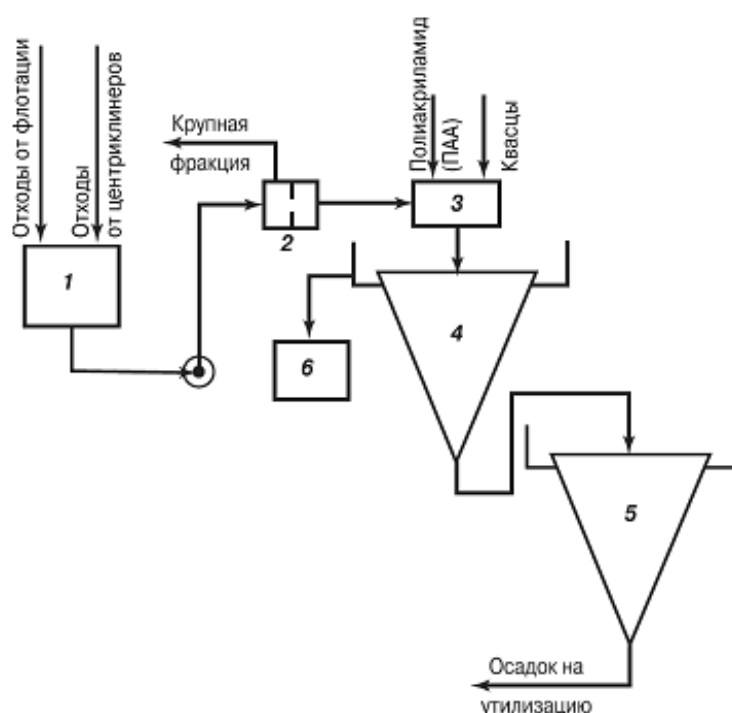 Отходы от флотации
Отходы
от центриклинеров
Крупная
фракция
Полиакриламид
(ПАА)
Квасцы
1
2
3
4
5
6
Осадок на
утилизацию